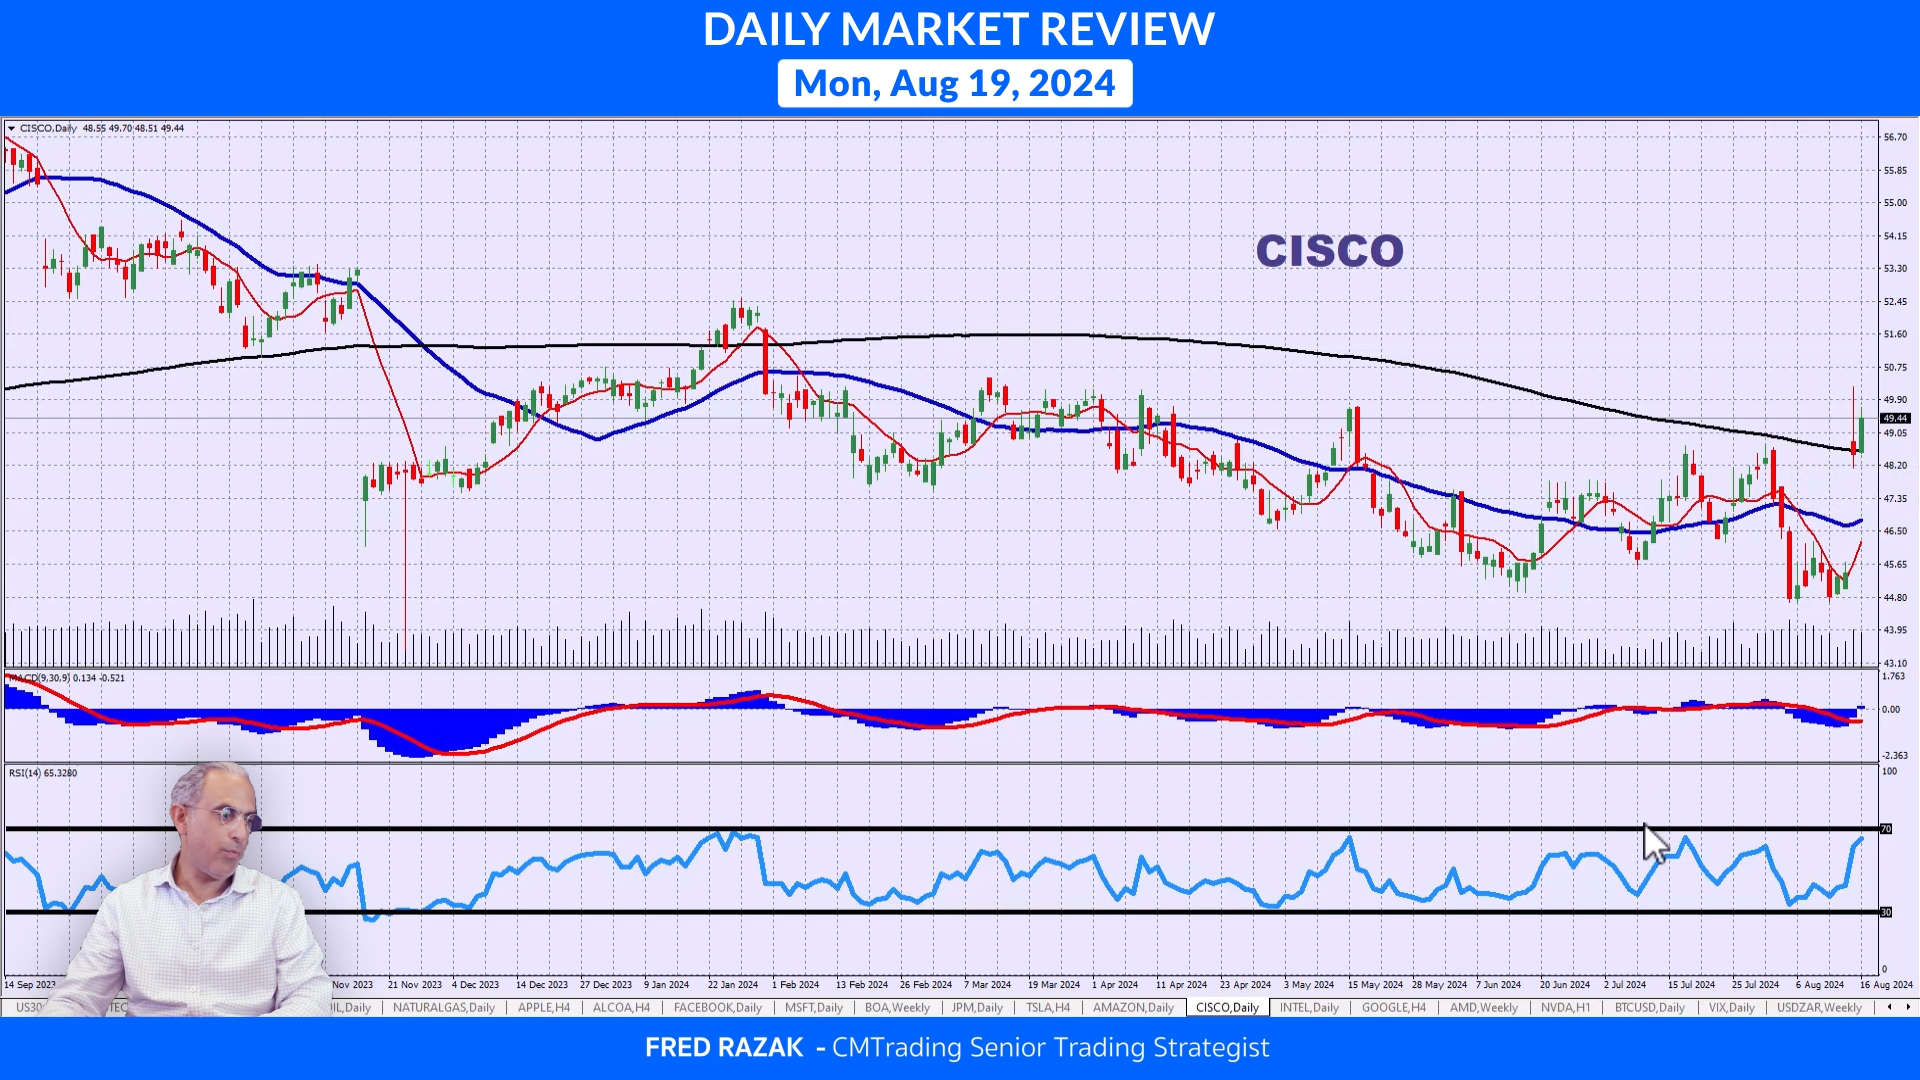 DAILY MARKET REVIEW
Mon, Aug 19, 2024
CISCO,Daily 48.55 49.70 48.51 49.44
CISCO
56.70
55.85
55.00
54.15
53.30
52.45
51.60
50.75
49.90
49.44
49.05
48.20
47.35
46.50
45.65
44.80
43.95
43.10
MACD(9,30,9) 0.134 -0.521
1.763
0.00
-2.363
RSI(14) 65.3280
100
70
30
0
14 Sep 2023 Nov 2023 21 Nov 2023 4 Dec 2023 14 Dec 2023 27 Dec 2023 9 Jan 2024 22 Jan 2024 1 Feb 2024 13 Feb 2024 26 Feb 2024 7 Mar 2024 19 Mar 2024 1 Apr 2024 11 Apr 2024 23 Apr 2024 3 May 2024 15 May 2024 28 May 2024 7 Jun 2024 20 Jun 2024 2 Jul 2024 15 Jul 2024 25 Jul 2024 6 Aug 2024 16 Aug 2024
US30 TEC IL,Daily NATURALGAS,Daily APPLE,H4 ALCOA,H4 FACEBOOK,Daily MSFT,Daily BOA,Weekly JPM,Daily TSLA,H4 AMAZON,Daily CISCO,Daily INTEL,Daily GOOGLE,H4 AMD,Weekly NVDA,H1 BTCUSD,Daily VIX,Daily USDZAR,Weekly
FRED RAZAK - CMTrading Senior Trading Strategist